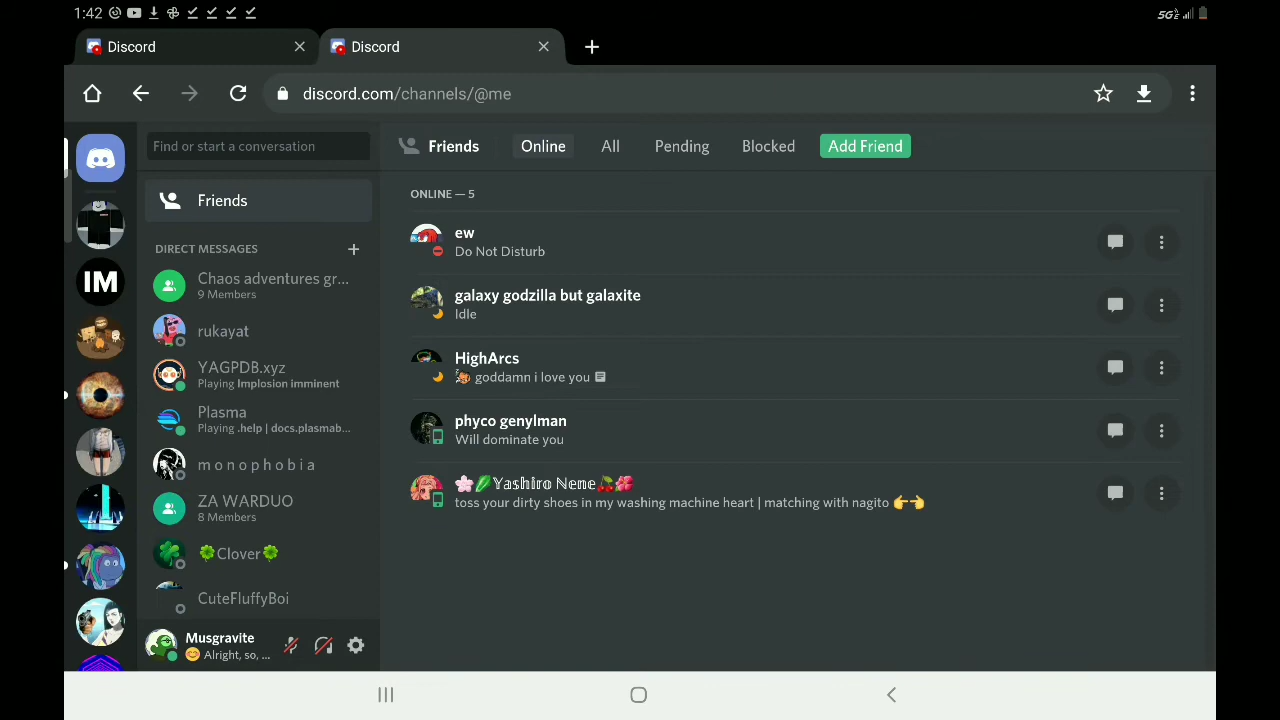 1:42
5G
Discord
Discord
discord.com/channels/@me
Find or start a conversation
Friends
Online
All
Pending
Blocked
Add Friend
IM
Friends
DIRECT MESSAGES
Chaos adventures gr...
9 Members
rukayat
YAGPDB.xyz
Playing Implosion imminent
Plasma
Playing .help | docs.plasmab...
m o n o p h o b i a
ZA WARDUO
8 Members
🍀Clover🍀
CuteFluffyBoi
Musgravite
😊 Alright, so, ...
ONLINE — 5
ew
Do Not Disturb
galaxy godzilla but galaxite
Idle
HighArcs
goddamn i love you
phyco genylman
Will dominate you
🌸🥬𝕐𝕒𝕤𝕙𝕚𝕣𝕠 ℕ𝕖𝕟𝕖🍒🌺
toss your dirty shoes in my washing machine heart | matching with nagito 👉👈